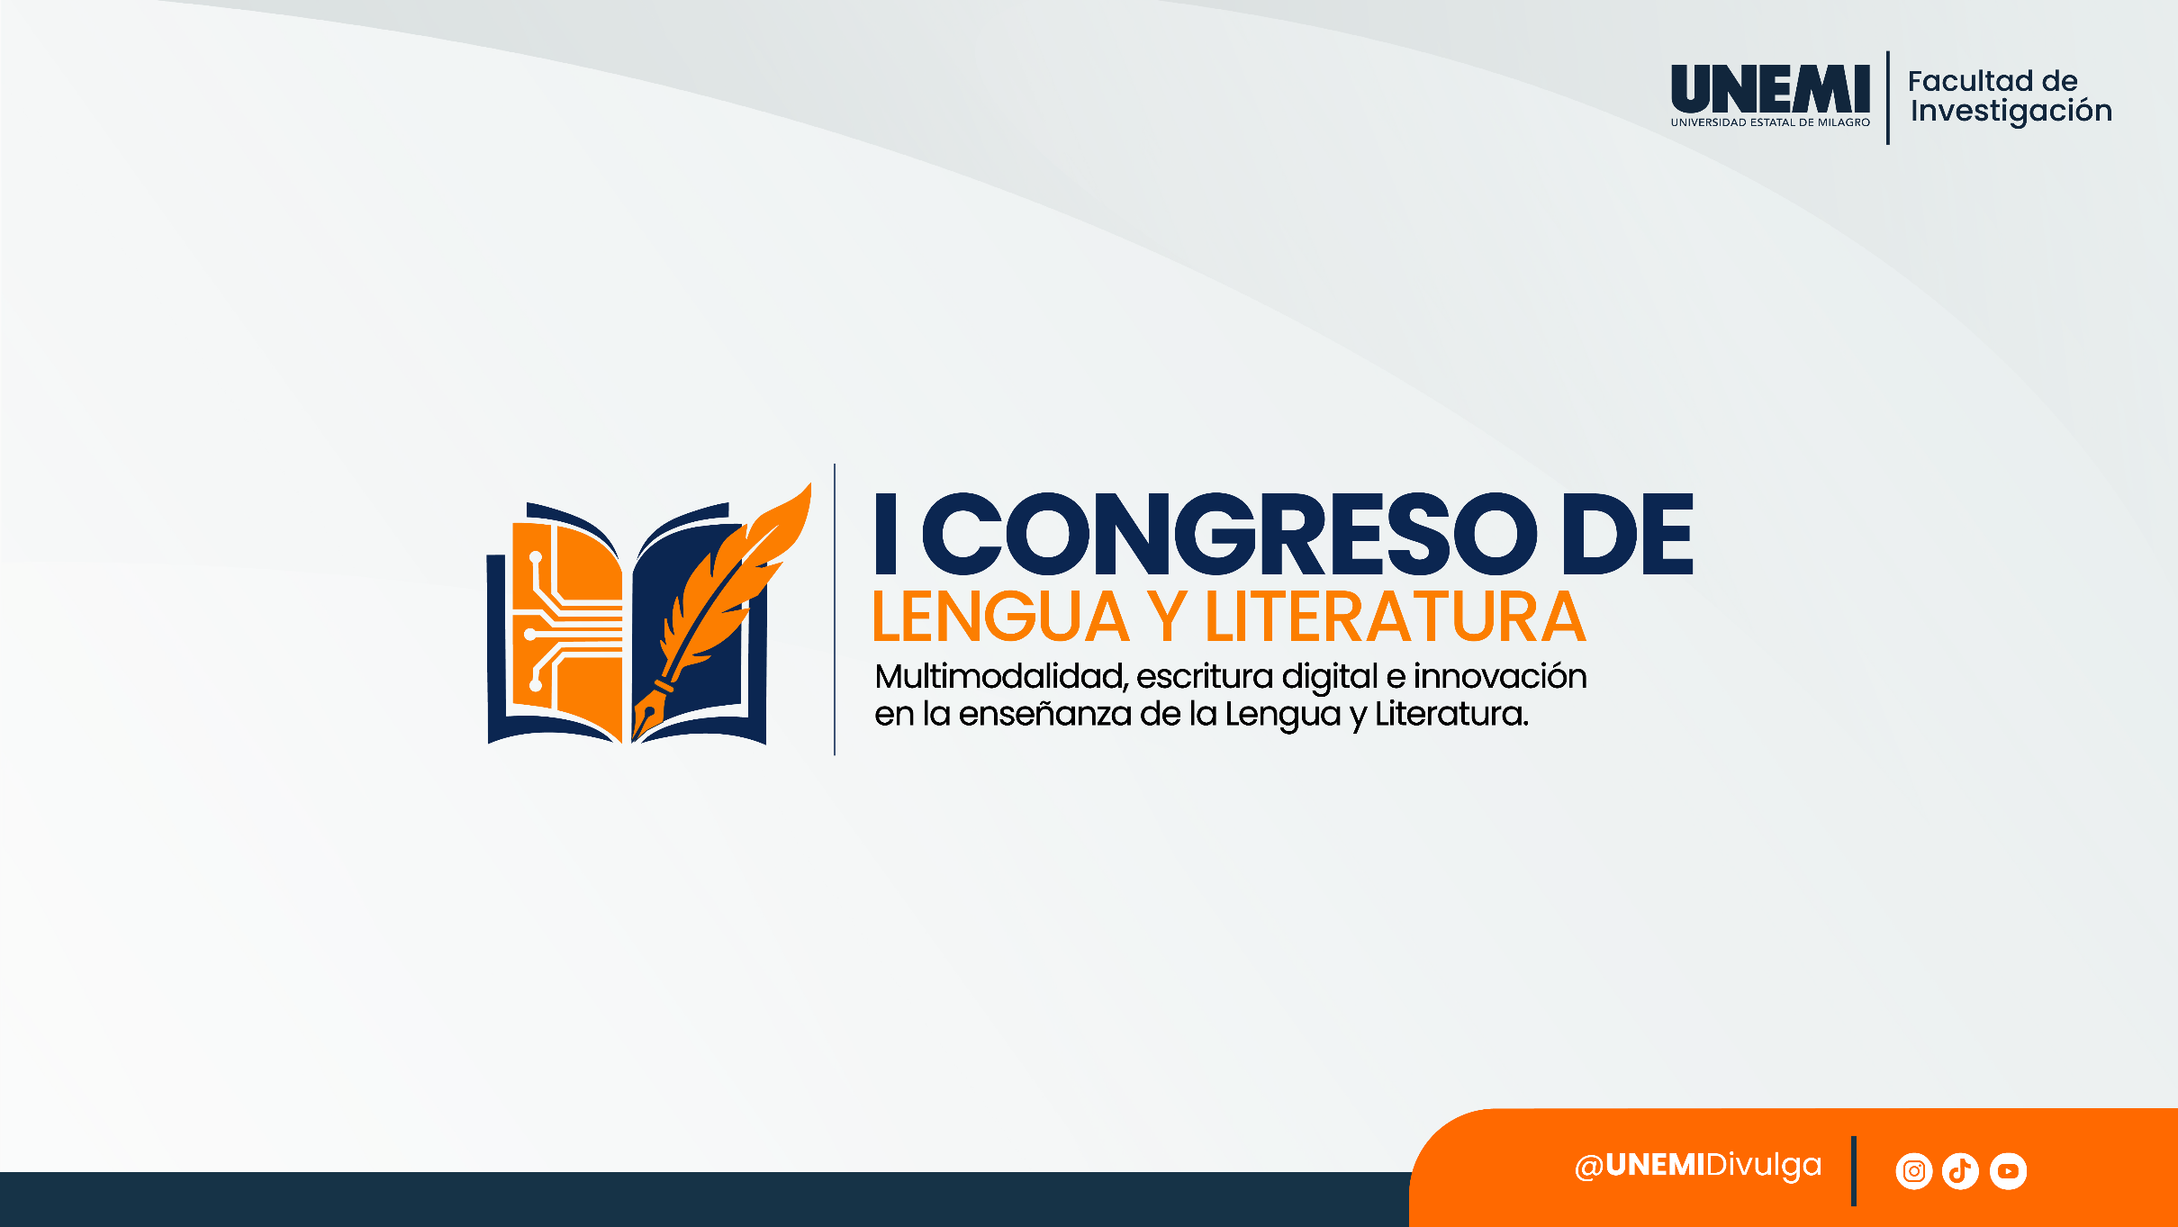 UNEMI
UNIVERSIDAD ESTATAL DE MILAGRO
Facultad de
Investigación
I CONGRESO DE
LENGUA Y LITERATURA
Multimodalidad, escritura digital e innovación
en la enseñanza de la Lengua y Literatura.
@UNEMIDivulga